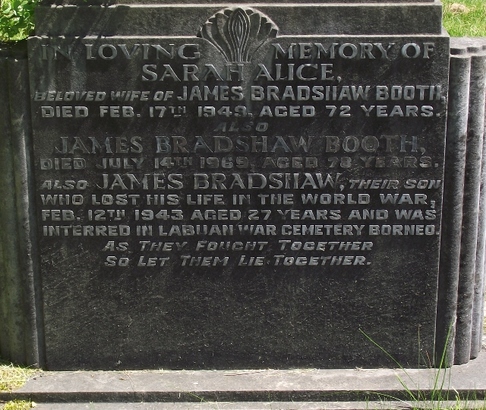 IN LOVING MEMORY OF
SARAH ALICE,
BELOVED WIFE OF JAMES BRADSHAW BOOTH,
DIED FEB. 17TH 1949, AGED 72 YEARS.
ALSO
JAMES BRADSHAW BOOTH,
DIED JULY 14TH 1969, AGED 78 YEARS.
ALSO JAMES BRADSHAW, THEIR SON
WHO LOST HIS LIFE IN THE WORLD WAR,
FEB. 12TH 1943 AGED 27 YEARS AND WAS
INTERRED IN LABUAN WAR CEMETERY BORNEO.
AS THEY FOUGHT TOGETHER
SO LET THEM LIE TOGETHER.